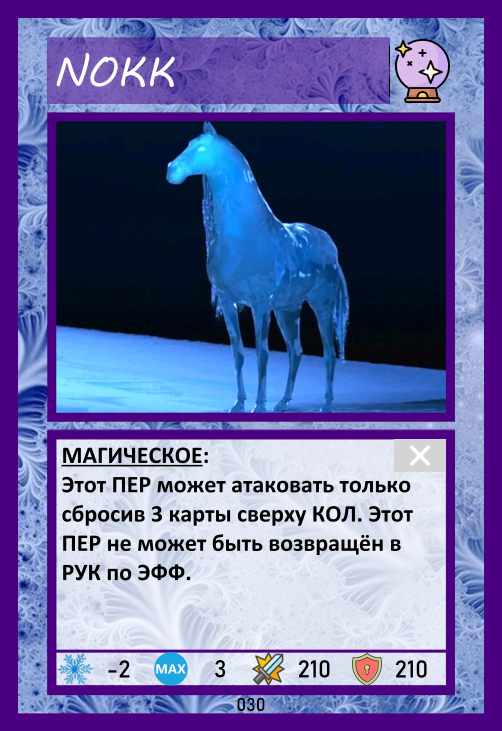 NOKK
МАГИЧЕСКОЕ:
Этот ПЕР может атаковать только
сбросив 3 карты сверху КОЛ. Этот
ПЕР не может быть возвращён в
РУК по ЭФФ.
-2 MAX 3 210 210
030